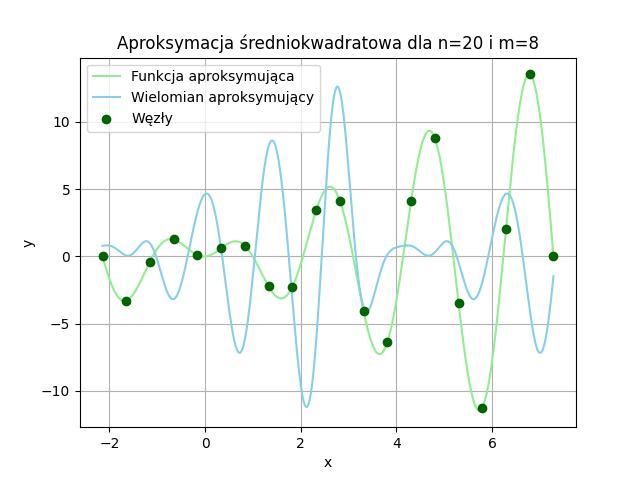 Aproksymacja średniokwadratowa dla n=20 i m=8
Funkcja aproksymująca
Wielomian aproksymujący
Węzły
10
5
0
−5
−10
y
−2
0
2
4
6
x